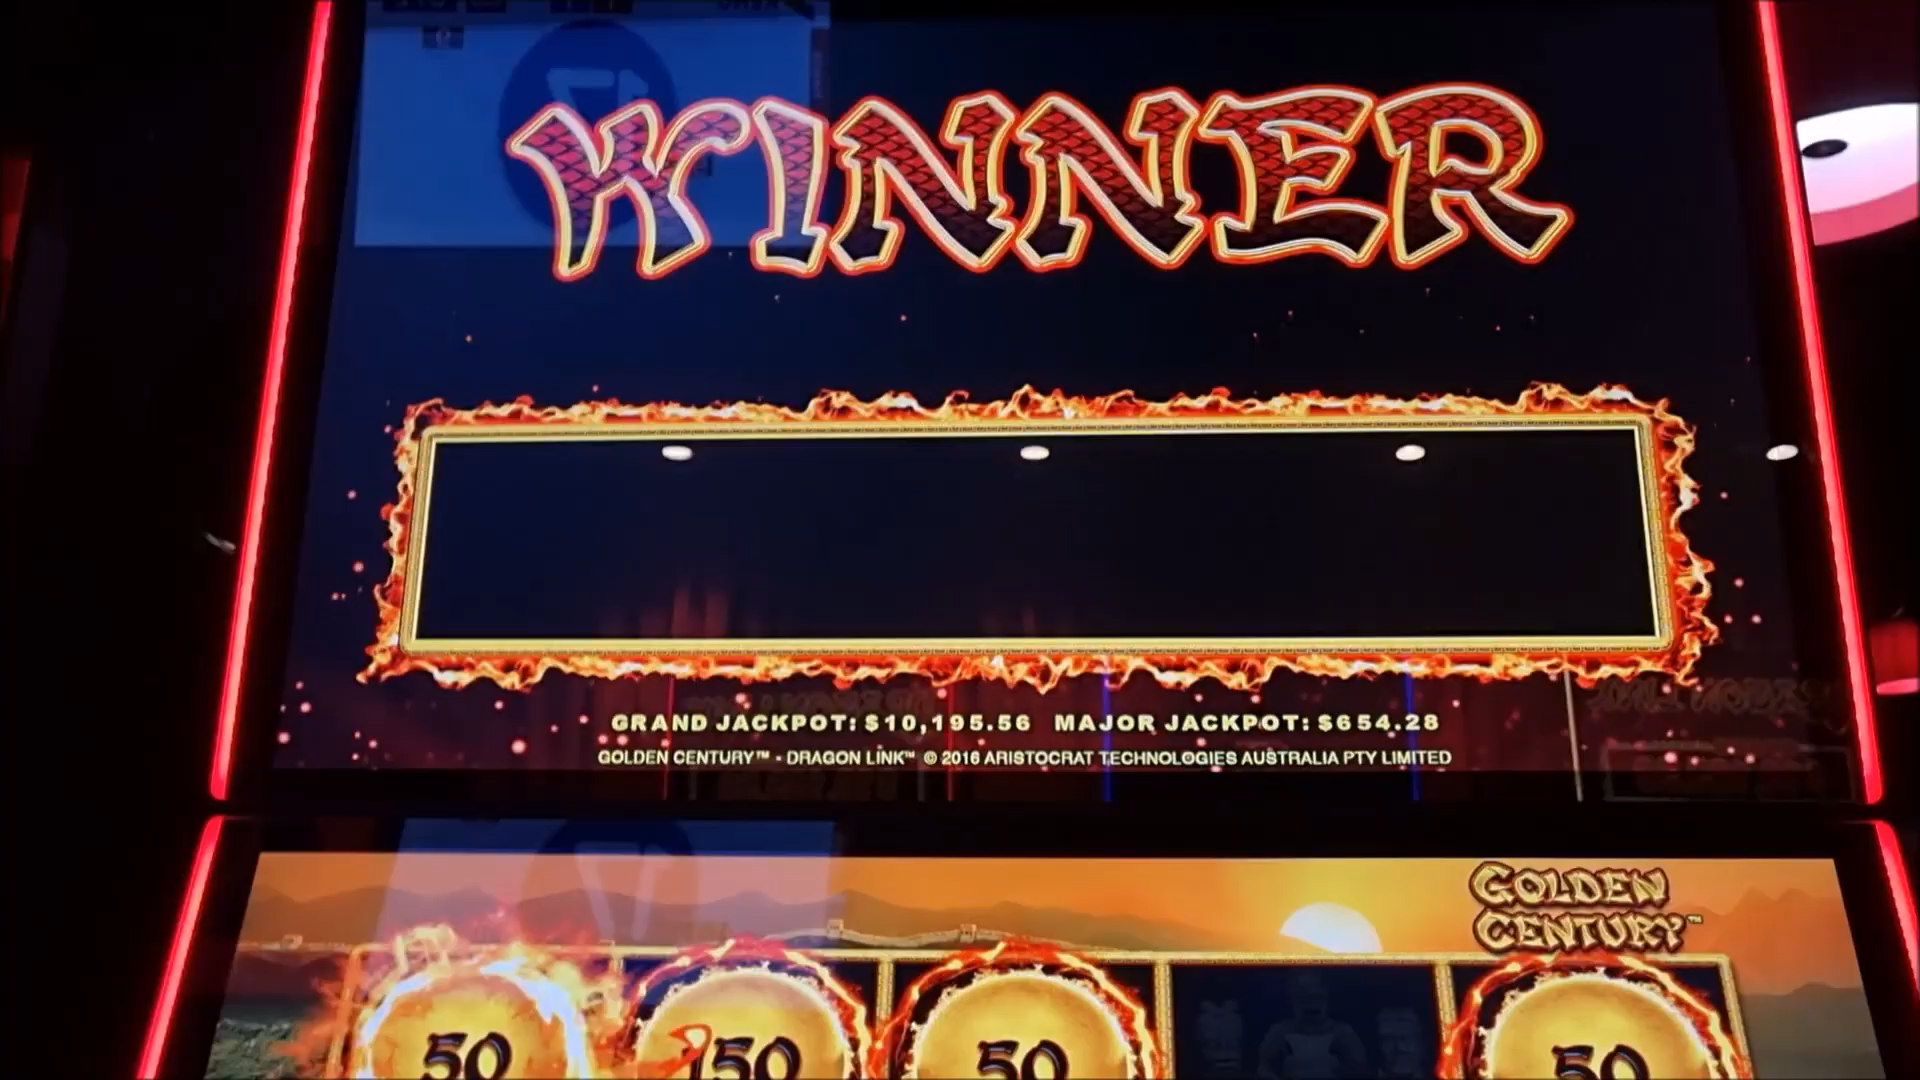 WINNER
GRAND JACKPOT: $10,195.56 MAJOR JACKPOT: $654.28
GOLDEN CENTURY™ - DRAGON LINK™ © 2016 ARISTOCRAT TECHNOLOGIES AUSTRALIA PTY LIMITED
GOLDEN
CENTURY™
50 150 50 50